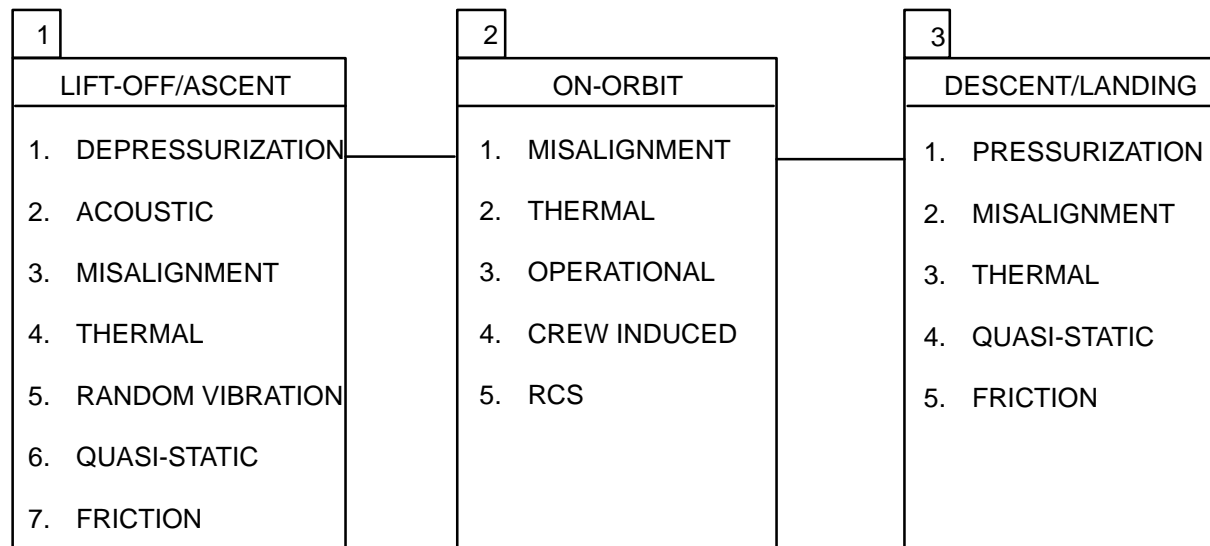 1
LIFT-OFF/ASCENT
1. DEPRESSURIZATION
2. ACOUSTIC
3. MISALIGNMENT
4. THERMAL
5. RANDOM VIBRATION
6. QUASI-STATIC
7. FRICTION
2
ON-ORBIT
1. MISALIGNMENT
2. THERMAL
3. OPERATIONAL
4. CREW INDUCED
5. RCS
3
DESCENT/LANDING
1. PRESSURIZATION
2. MISALIGNMENT
3. THERMAL
4. QUASI-STATIC
5. FRICTION